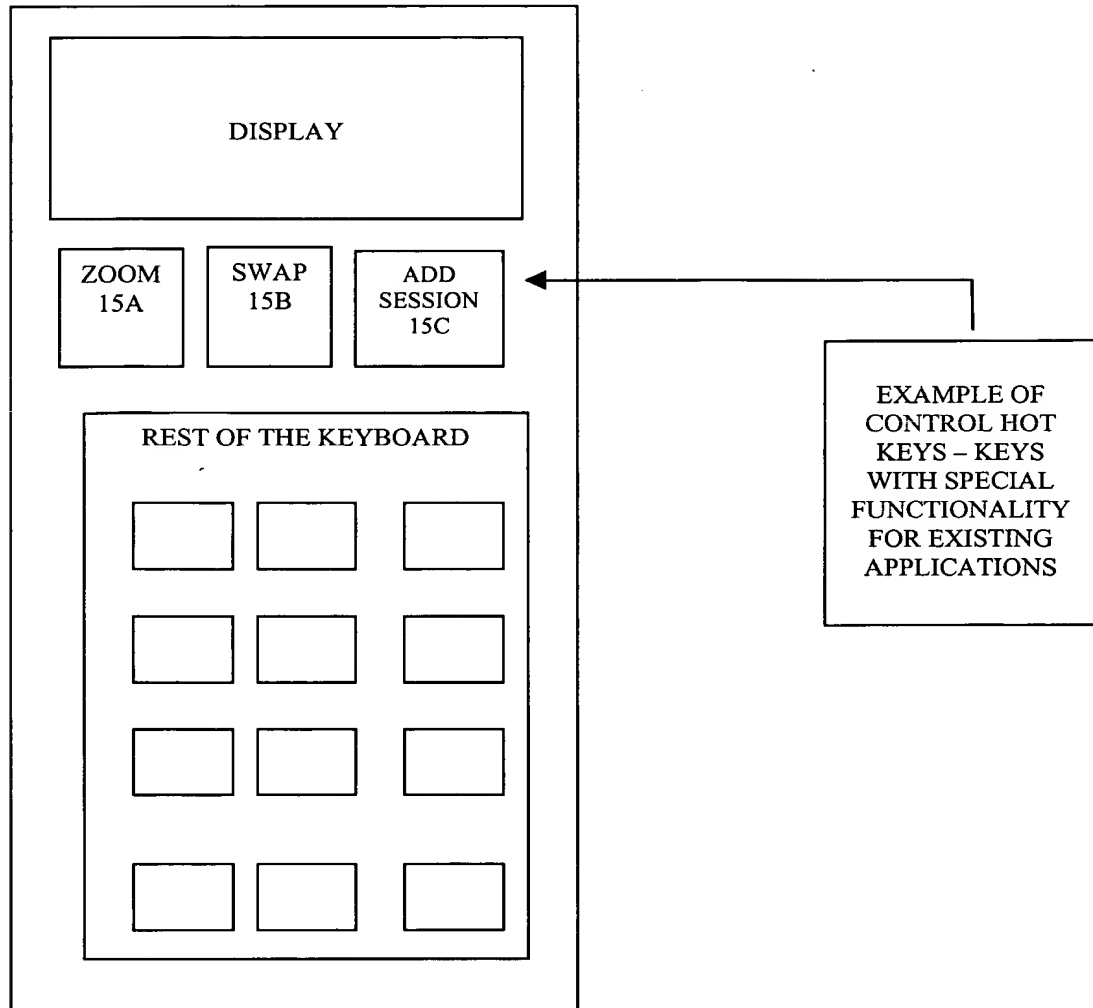 DISPLAY
ZOOM
15A
SWAP
15B
ADD
SESSION
15C
REST OF THE KEYBOARD
EXAMPLE OF
CONTROL HOT
KEYS – KEYS
WITH SPECIAL
FUNCTIONALITY
FOR EXISTING
APPLICATIONS